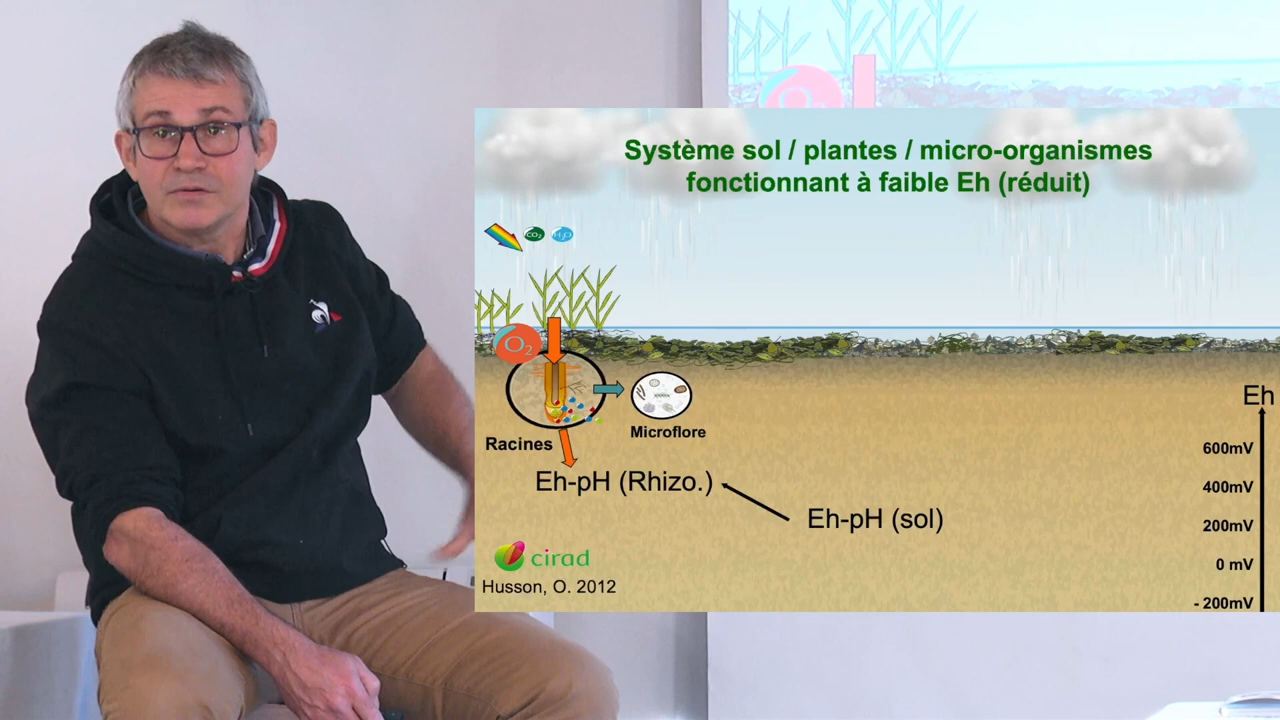 Système sol / plantes / micro-organismes
fonctionnant à faible Eh (réduit)
CO₂ H₂O
O₂
Racines
Microflore
Eh-pH (Rhizo.)
Eh-pH (sol)
Eh
600mV
400mV
200mV
0 mV
- 200mV
cirad
Husson, O. 2012
O₂